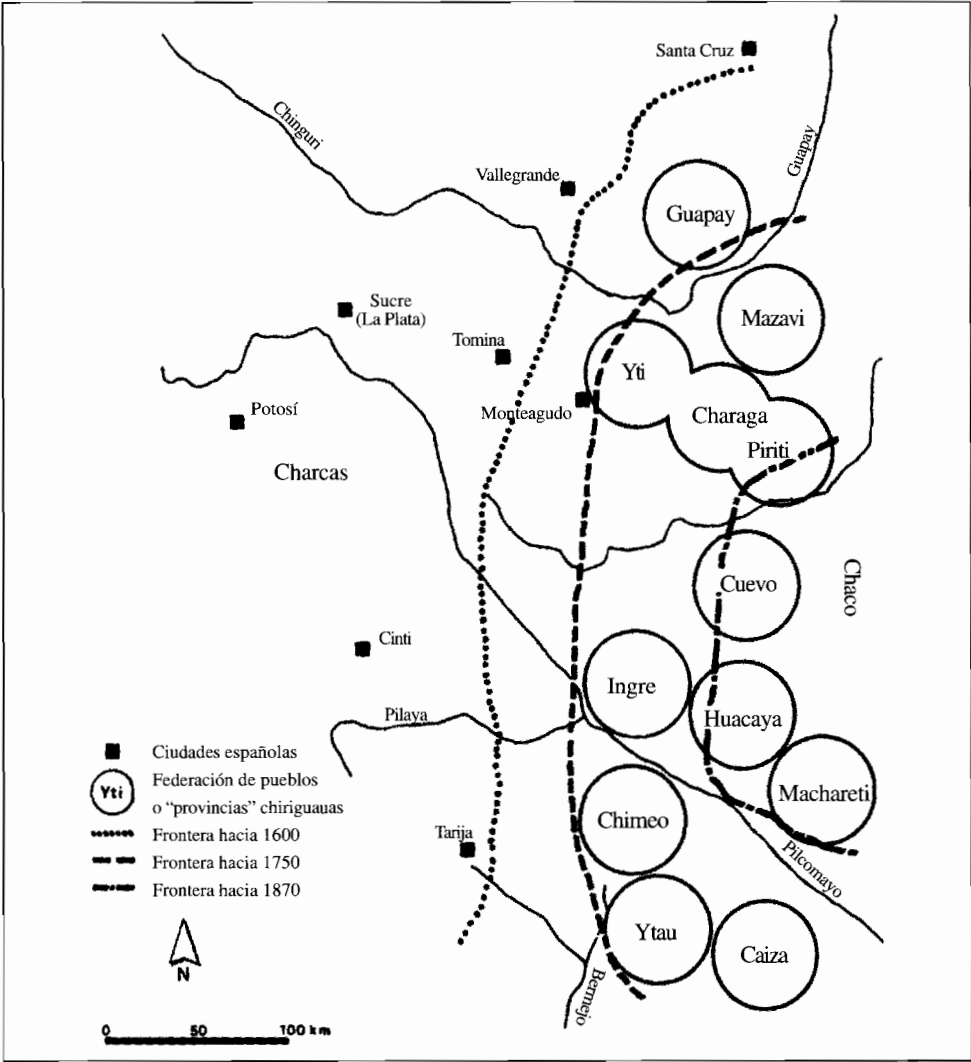 Santa Cruz
Chinguri
Guapay
Vallegrande
Guapay
Sucre
(La Plata)
Mazavi
Tomina
Yti
Potosí
Monteagudo
Charaga
Piriti
Charcas
Cuevo
Chaco
Cinti
Ingre
Huacaya
Pilaya
Ciudades españolas
Yti
Federación de pueblos
o "provincias" chiriguauas
Machareti
Chimeo
Tarija
Frontera hacia 1600
Frontera hacia 1750
Pilcomayo
Frontera hacia 1870
Ytau
Caiza
N
Bermejo
0 50 100 km